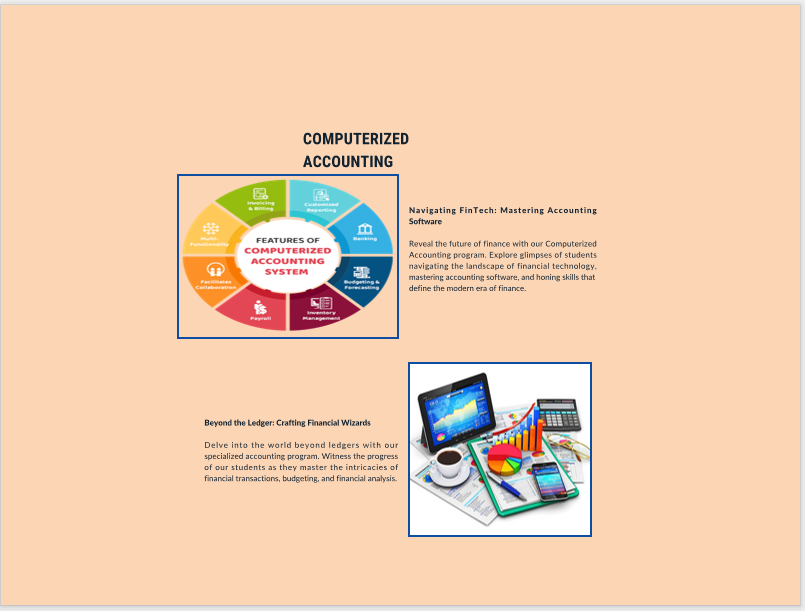 COMPUTERIZED
ACCOUNTING
Invoicing
& Billing
Customized
Reporting
Multi-
Functionality
Banking
FEATURES OF
COMPUTERIZED
ACCOUNTING
SYSTEM
Facilitates
Collaboration
Budgeting &
Forecasting
Payroll
Inventory
Management
Navigating FinTech: Mastering Accounting
Software
Reveal the future of finance with our Computerized
Accounting program. Explore glimpses of students
navigating the landscape of financial technology,
mastering accounting software, and honing skills that
define the modern era of finance.
Beyond the Ledger: Crafting Financial Wizards
Delve into the world beyond ledgers with our
specialized accounting program. Witness the progress
of our students as they master the intricacies of
financial transactions, budgeting, and financial analysis.